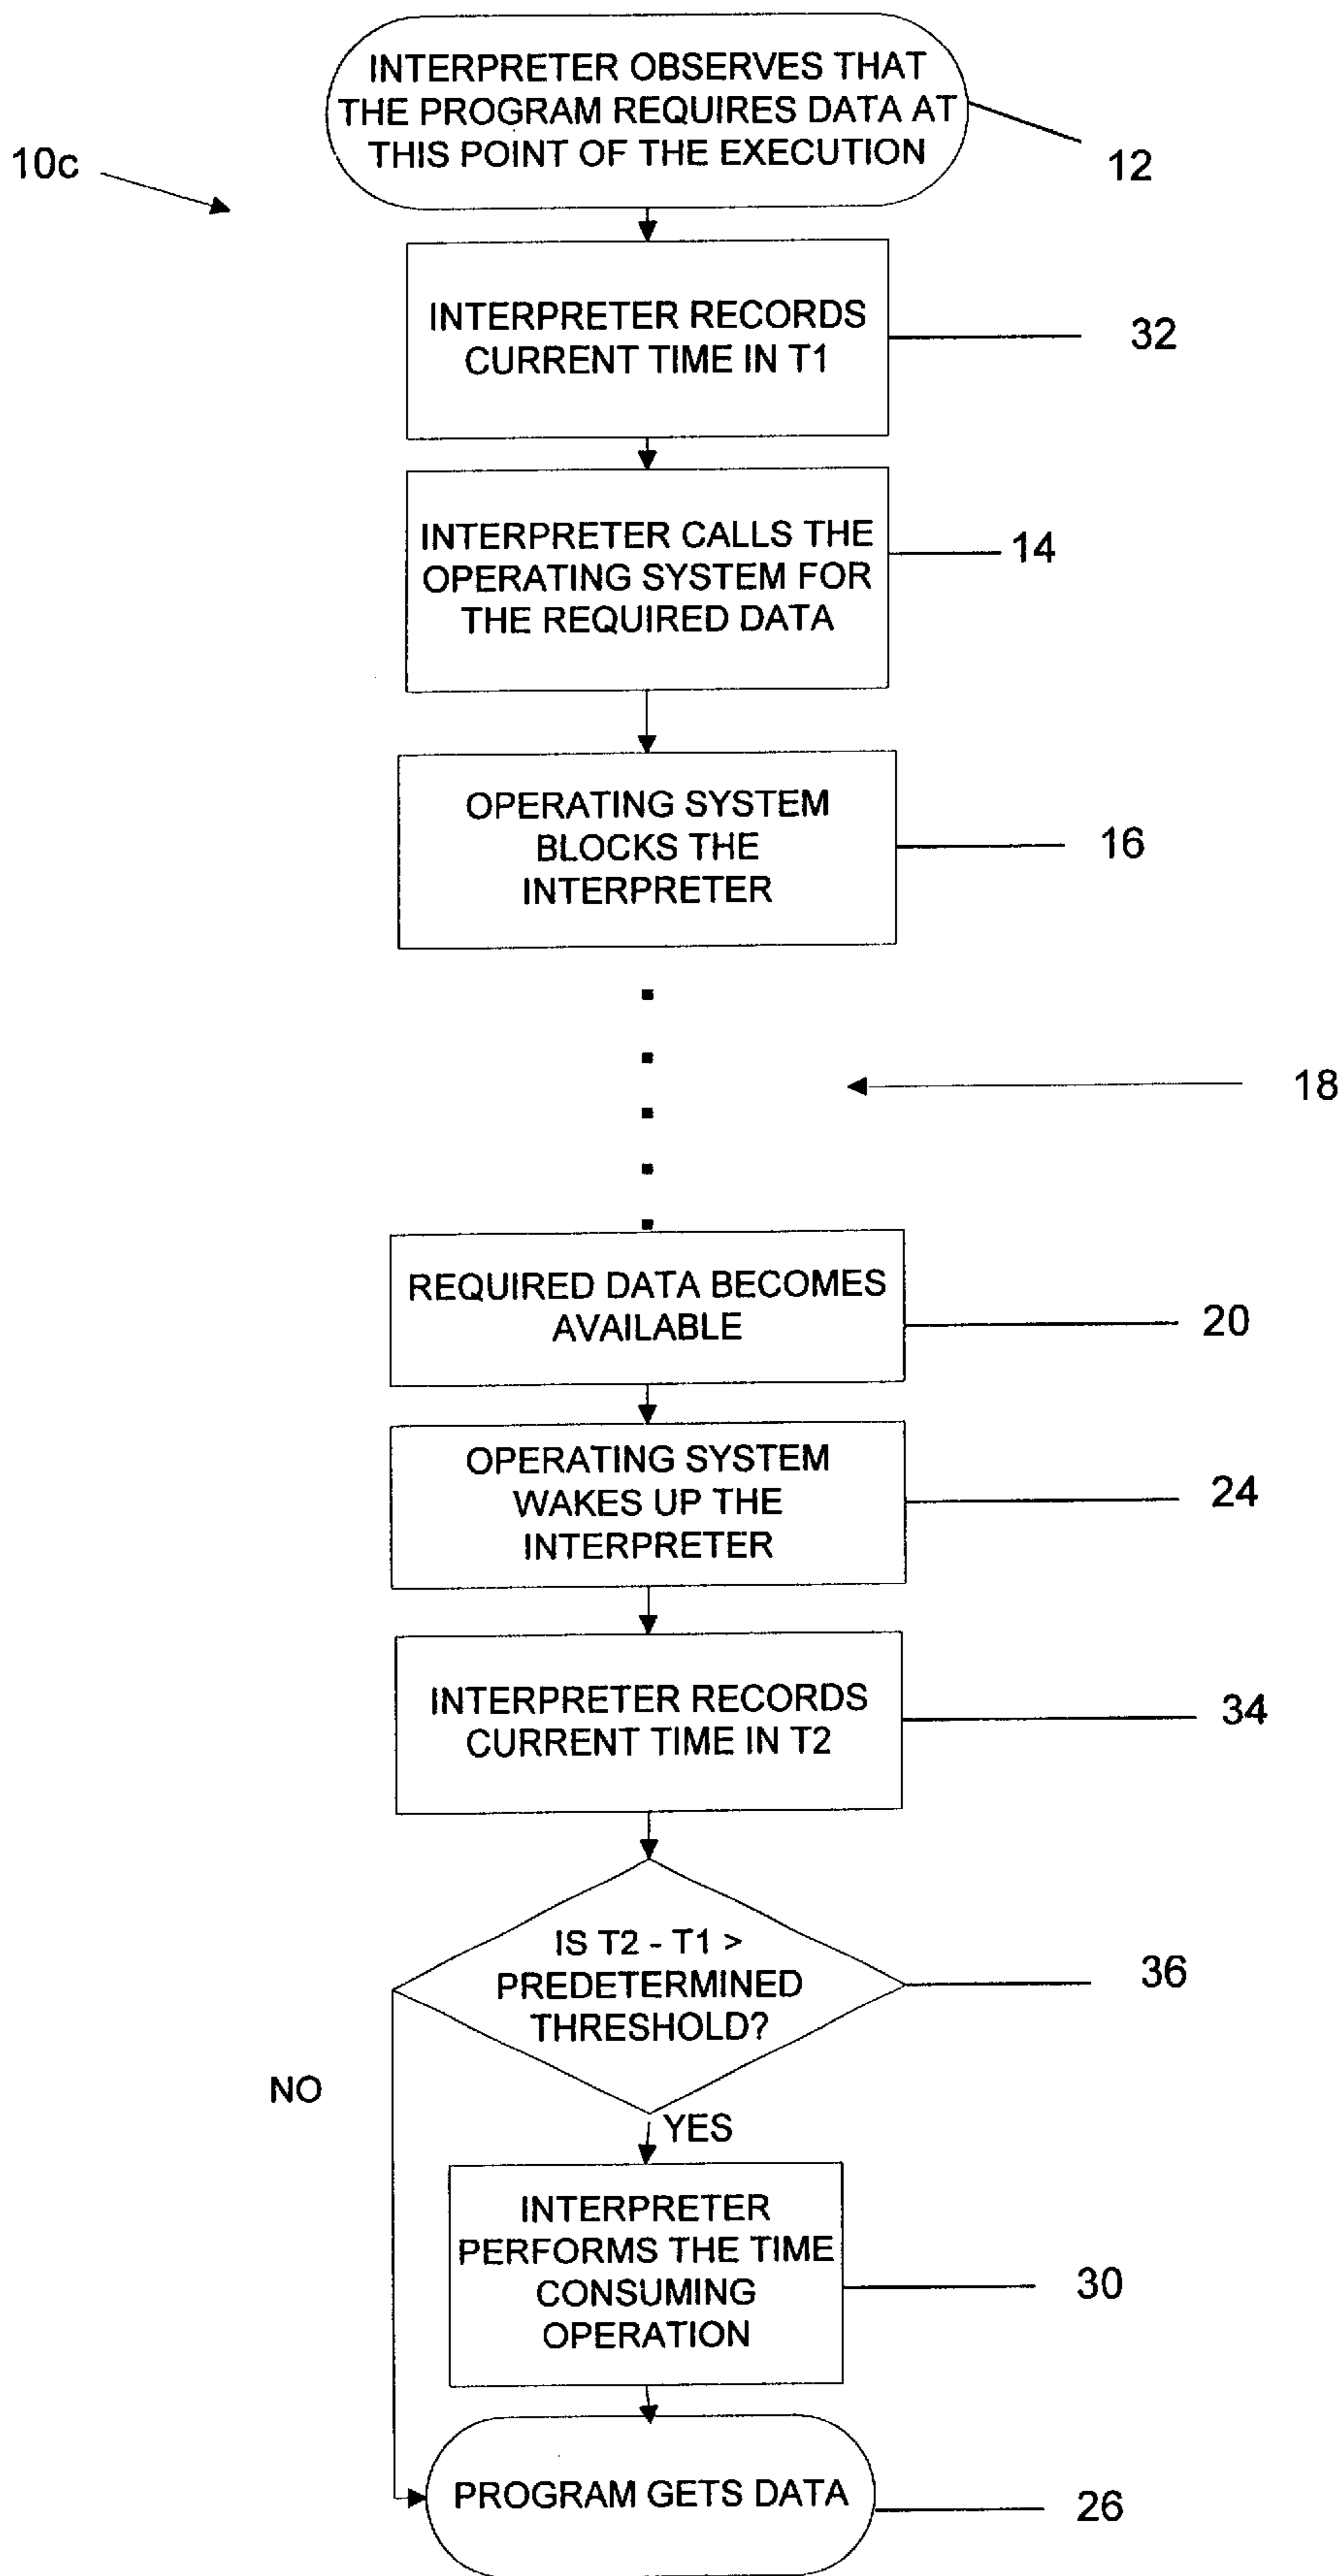 INTERPRETER OBSERVES THAT
THE PROGRAM REQUIRES DATA AT
THIS POINT OF THE EXECUTION
10c
12
INTERPRETER RECORDS
CURRENT TIME IN T1
32
INTERPRETER CALLS THE
OPERATING SYSTEM FOR
THE REQUIRED DATA
14
OPERATING SYSTEM
BLOCKS THE
INTERPRETER
16
18
REQUIRED DATA BECOMES
AVAILABLE
20
OPERATING SYSTEM
WAKES UP THE
INTERPRETER
24
INTERPRETER RECORDS
CURRENT TIME IN T2
34
IS T2 - T1 >
PREDETERMINED
THRESHOLD?
36
NO
YES
INTERPRETER
PERFORMS THE TIME
CONSUMING
OPERATION
30
PROGRAM GETS DATA
26